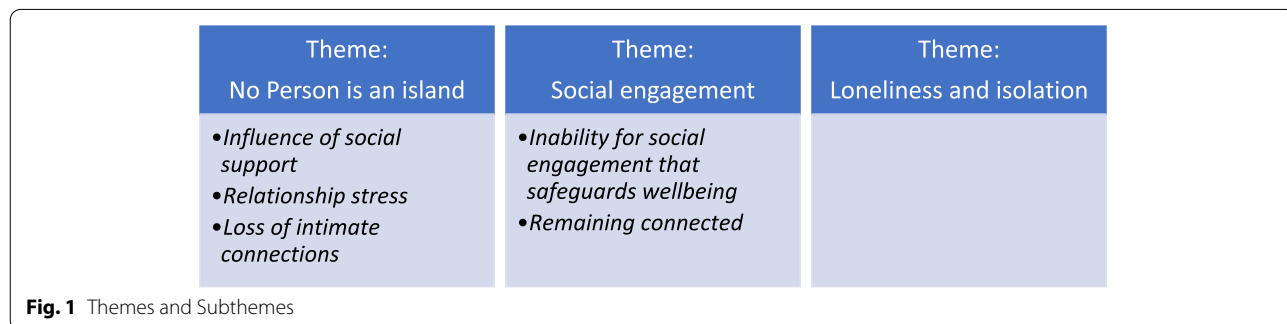 Theme:
No Person is an island
•Influence of social
support
•Relationship stress
•Loss of intimate
connections
Theme:
Social engagement
•Inability for social
engagement that
safeguards wellbeing
•Remaining connected
Theme:
Loneliness and isolation
Fig. 1 Themes and Subthemes